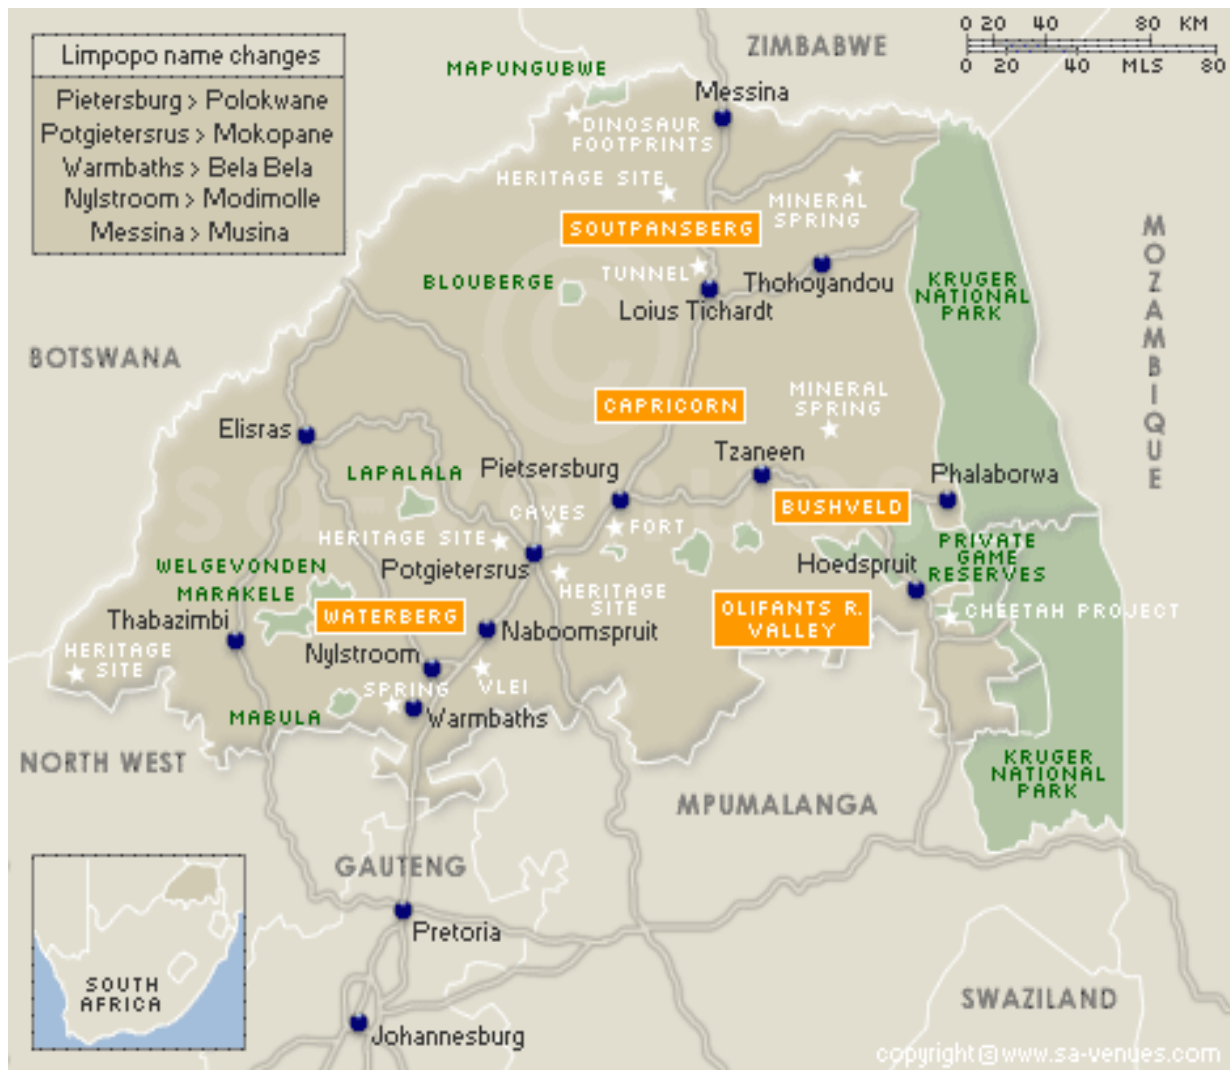 Limpopo name changes
Pietersburg > Polokwane
Potgietersrus > Mokopane
Warmbaths > Bela Bela
Nylstroom > Modimolle
Messina > Musina
0 20 40 80 KM
0 20 40 MLS 80
ZIMBABWE
MAPUNGUBWE
Messina
DINOSAUR
FOOTPRINTS
HERITAGE SITE
MINERAL
SPRING
SOUTPANSBERG
TUNNEL
Thohoyandou
BLOUBERGE
Loius Tichardt
KRUGER
NATIONAL
PARK
MOZAMBIQUE
BOTSWANA
CAPRICORN
MINERAL
SPRING
Elisras
LAPALALA
Pietsersburg
Tzaneen
Phalaborwa
sa-venues
BUSHVELD
CAVES
FORT
HERITAGE SITE
Potgietersrus
PRIVATE
GAME
RESERVES
Hoedspruit
WELGEVONDEN
MARAKELE
HERITAGE
SITE
WATERBERG
OLIFANTS R.
VALLEY
CHEETAH PROJECT
Thabazimbi
Naboomspruit
HERITAGE
SITE
Nylstroom
SPRING
VLEI
MABULA
Warmbaths
NORTH WEST
KRUGER
NATIONAL
PARK
MPUMALANGA
GAUTENG
Pretoria
SOUTH
AFRICA
SWAZILAND
Johannesburg
copyright©www.sa-venues.com